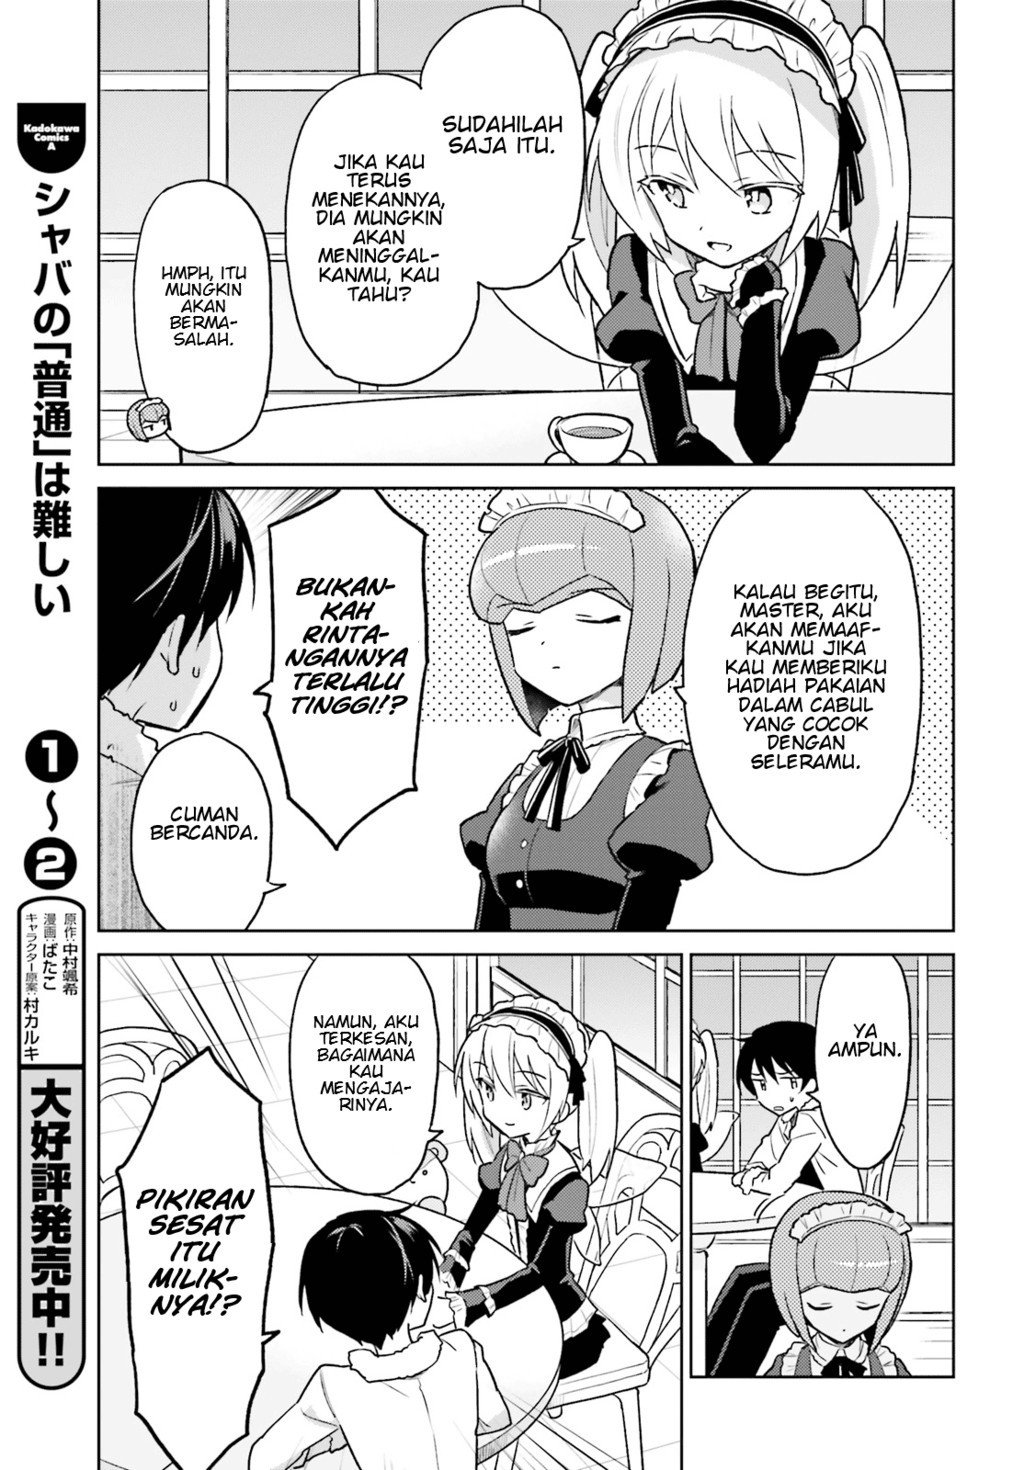 SUDAHILAH
SAJA ITU.
JIKA KAU
TERUS
MENEKANNYA,
DIA MUNGKIN
AKAN
MENINGGAL-
KANMU, KAU
TAHU?
HMPH, ITU
MUNGKIN
AKAN
BERMA-
SALAH.
KALAU BEGITU,
MASTER, AKU
AKAN MEMAAF-
KANMU JIKA
KAU MEMBERIKU
HADIAH PAKAIAN
DALAM CABUL
YANG COCOK
DENGAN
SELERAMU.
BUKAN-
KAH
RINTA-
NGANNYA
TERLALU
TINGGI!?
CUMAN
BERCANDA.
YA
AMPUN.
NAMUN, AKU
TERKESAN,
BAGAIMANA
KAU
MENGAJA-
RINYA.
PIKIRAN
SESAT
ITU
MILIK-
NYA!?
Kadokawa
Comics
A
シャバの「普通」は難しい
1～2
原作:中村颯希
漫画:ばたこ
キャラクター原案:村カルキ
大好評発売中!!